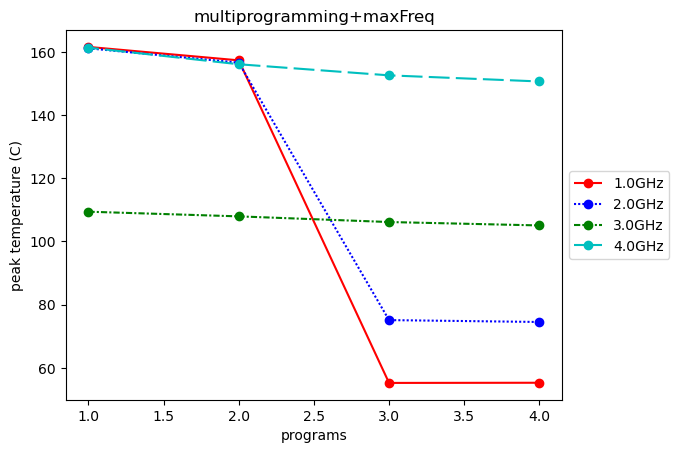 multiprogramming+maxFreq
peak temperature (C)
160
140
120
100
80
60
1.0 1.5 2.0 2.5 3.0 3.5 4.0
programs
1.0GHz
2.0GHz
3.0GHz
4.0GHz